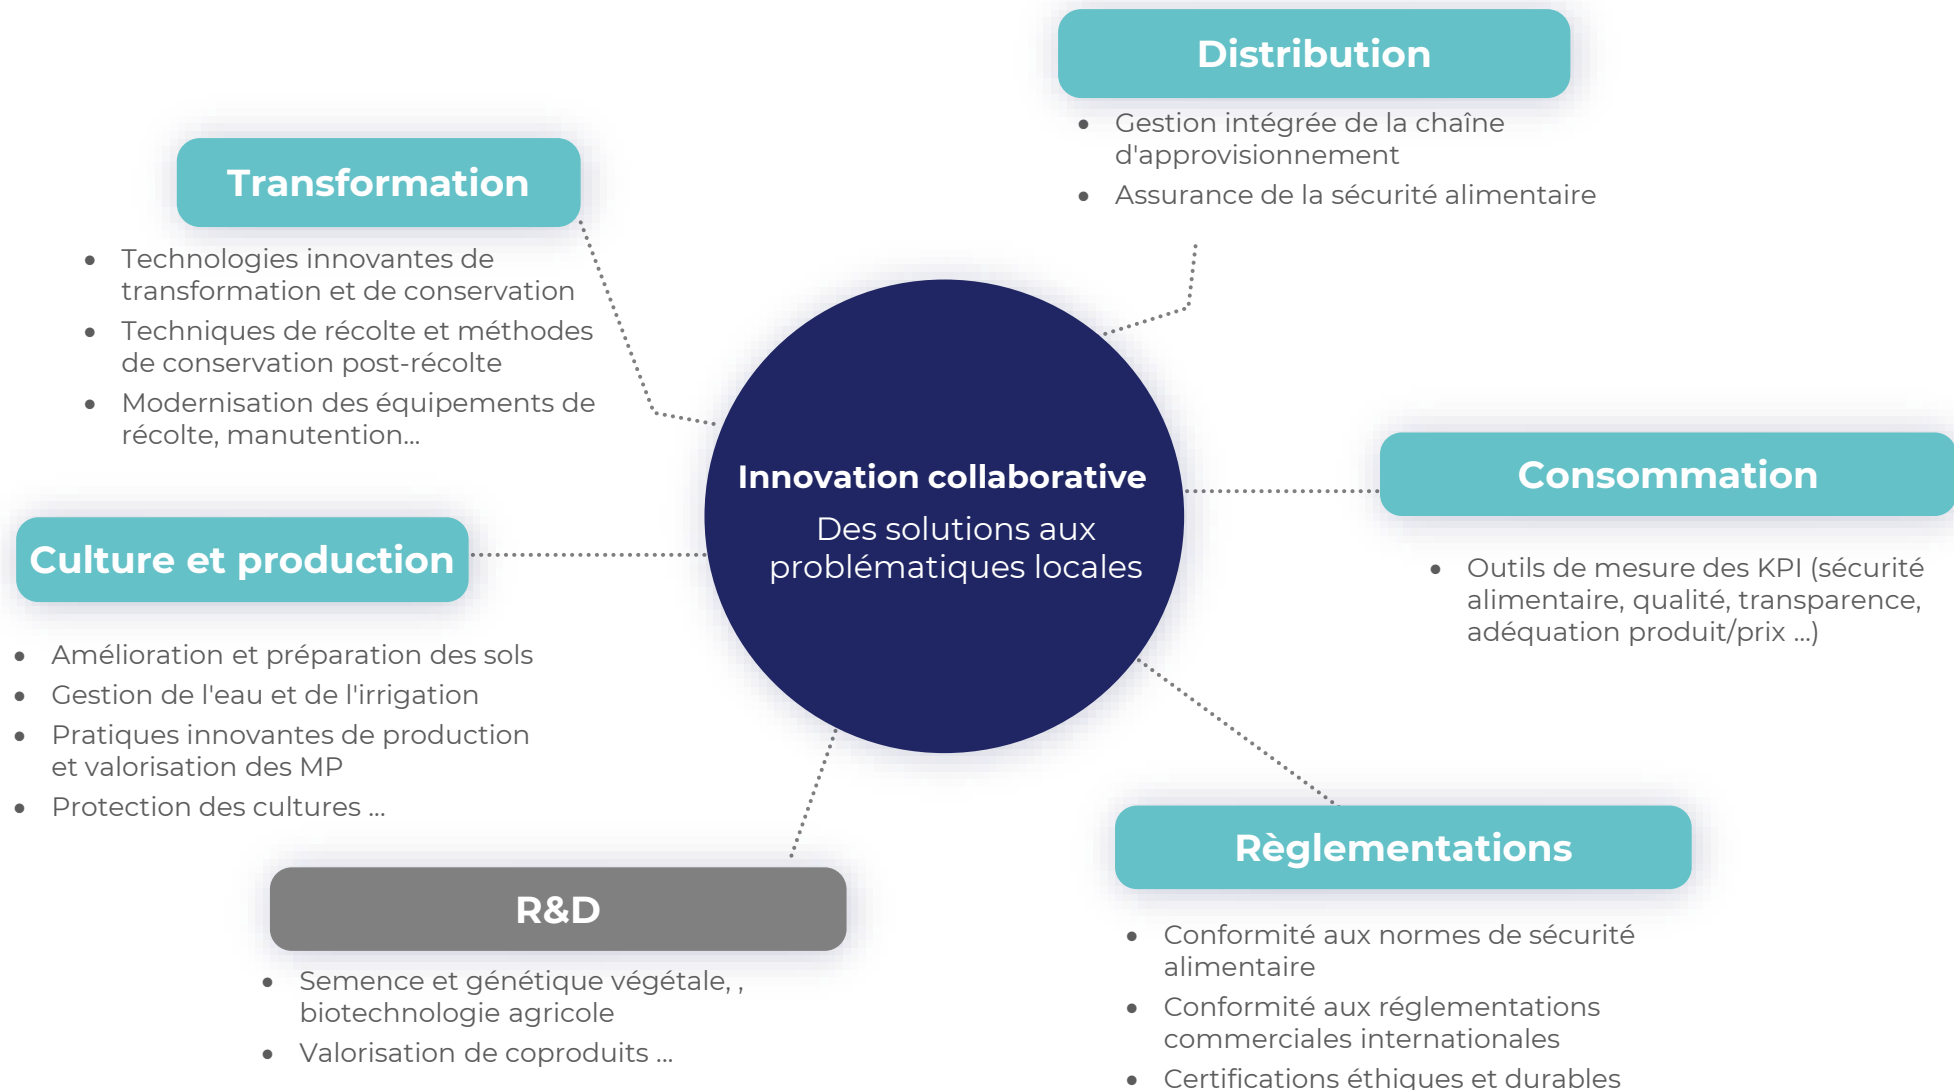 Distribution
• Gestion intégrée de la chaîne
d'approvisionnement
• Assurance de la sécurité alimentaire
Transformation
• Technologies innovantes de
transformation et de conservation
• Techniques de récolte et méthodes
de conservation post-récolte
• Modernisation des équipements de
récolte, manutention...
Innovation collaborative
Des solutions aux
problématiques locales
Consommation
• Outils de mesure des KPI (sécurité
alimentaire, qualité, transparence,
adéquation produit/prix ...)
Culture et production
• Amélioration et préparation des sols
• Gestion de l'eau et de l'irrigation
• Pratiques innovantes de production
et valorisation des MP
• Protection des cultures ...
R&D
• Semence et génétique végétale, ,
biotechnologie agricole
• Valorisation de coproduits ...
Règlementations
• Conformité aux normes de sécurité
alimentaire
• Conformité aux réglementations
commerciales internationales
• Certifications éthiques et durables